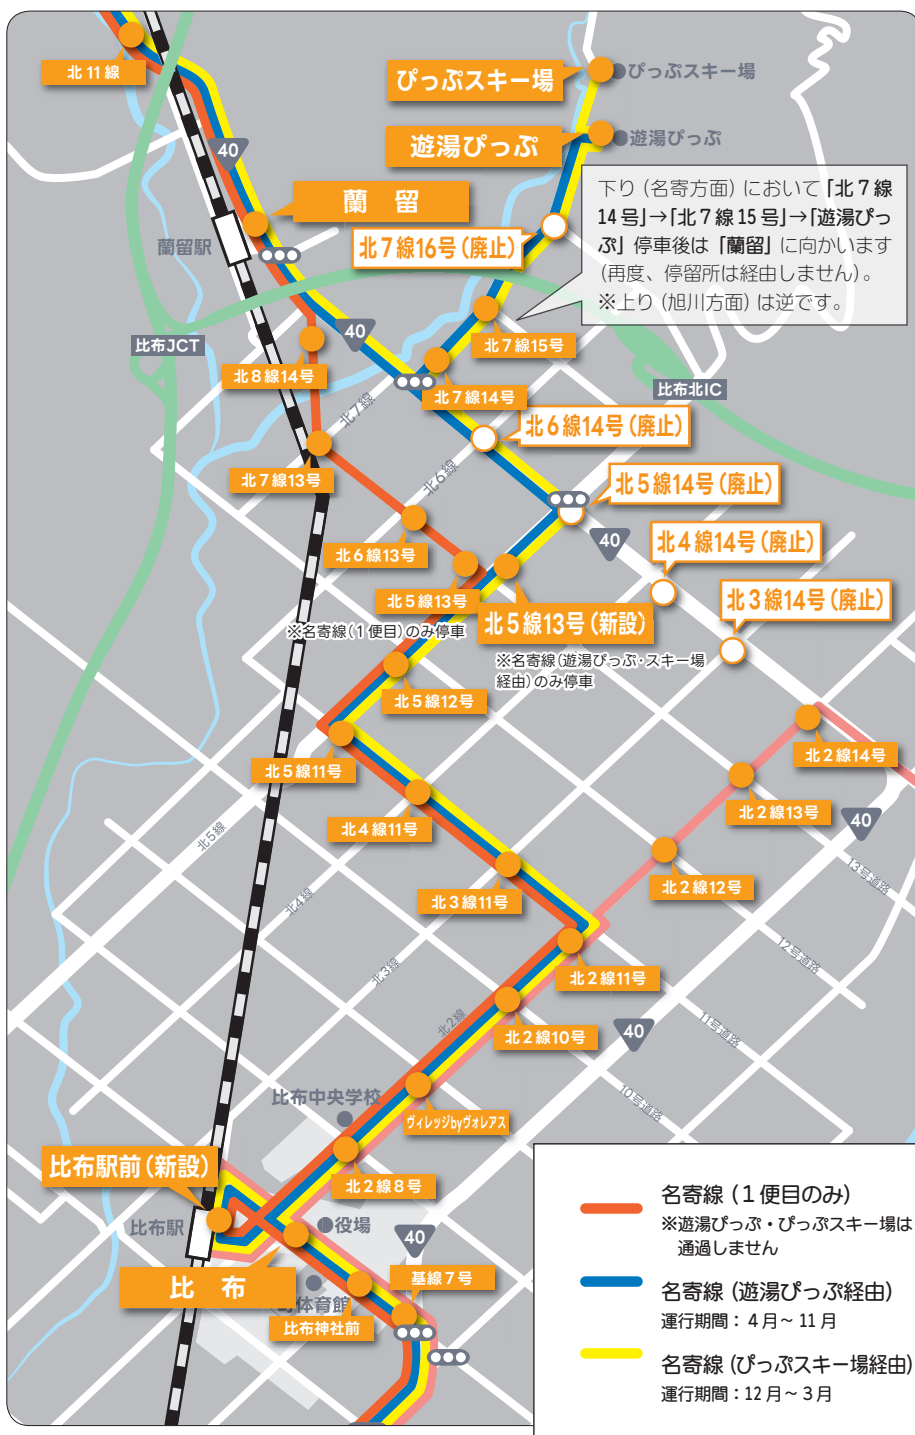 北11線
ぴっぷスキー場
ぴっぷスキー場
遊湯ぴっぷ
遊湯ぴっぷ
40
蘭 留
蘭留駅
北7線16号(廃止)
下り(名寄方面)において「北7線
14号」→「北7線15号」→「遊湯ぴっ
ぷ」停車後は「蘭留」に向かいます
(再度、停留所は経由しません)。
※上り(旭川方面)は逆です。
40
比布JCT
北7線15号
北8線14号
北7線14号
比布北IC
北7線
北6線14号(廃止)
北6線
北7線13号
北5線14号(廃止)
40
北6線13号
北4線14号(廃止)
北5線13号
※名寄線(1便目)のみ停車
北5線13号(新設)
※名寄線(遊湯ぴっぷ・スキー場
経由)のみ停車
北3線14号(廃止)
北5線12号
北2線14号
北5線11号
北2線13号
40
北4線11号
北5線
北2線12号
13号道路
北3線11号
北4線
12号道路
北3線
北2線11号
北2線
北2線10号
40
11号道路
10号道路
比布中央学校
ヴィレッジbyヴォレアス
比布駅前(新設)
北2線8号
比布駅
役場
40
比 布
基線7号
体育館
比布神社前
名寄線(1便目のみ)
※遊湯ぴっぷ・ぴっぷスキー場は
通過しません
名寄線(遊湯ぴっぷ経由)
運行期間:4月~11月
名寄線(ぴっぷスキー場経由)
運行期間:12月~3月